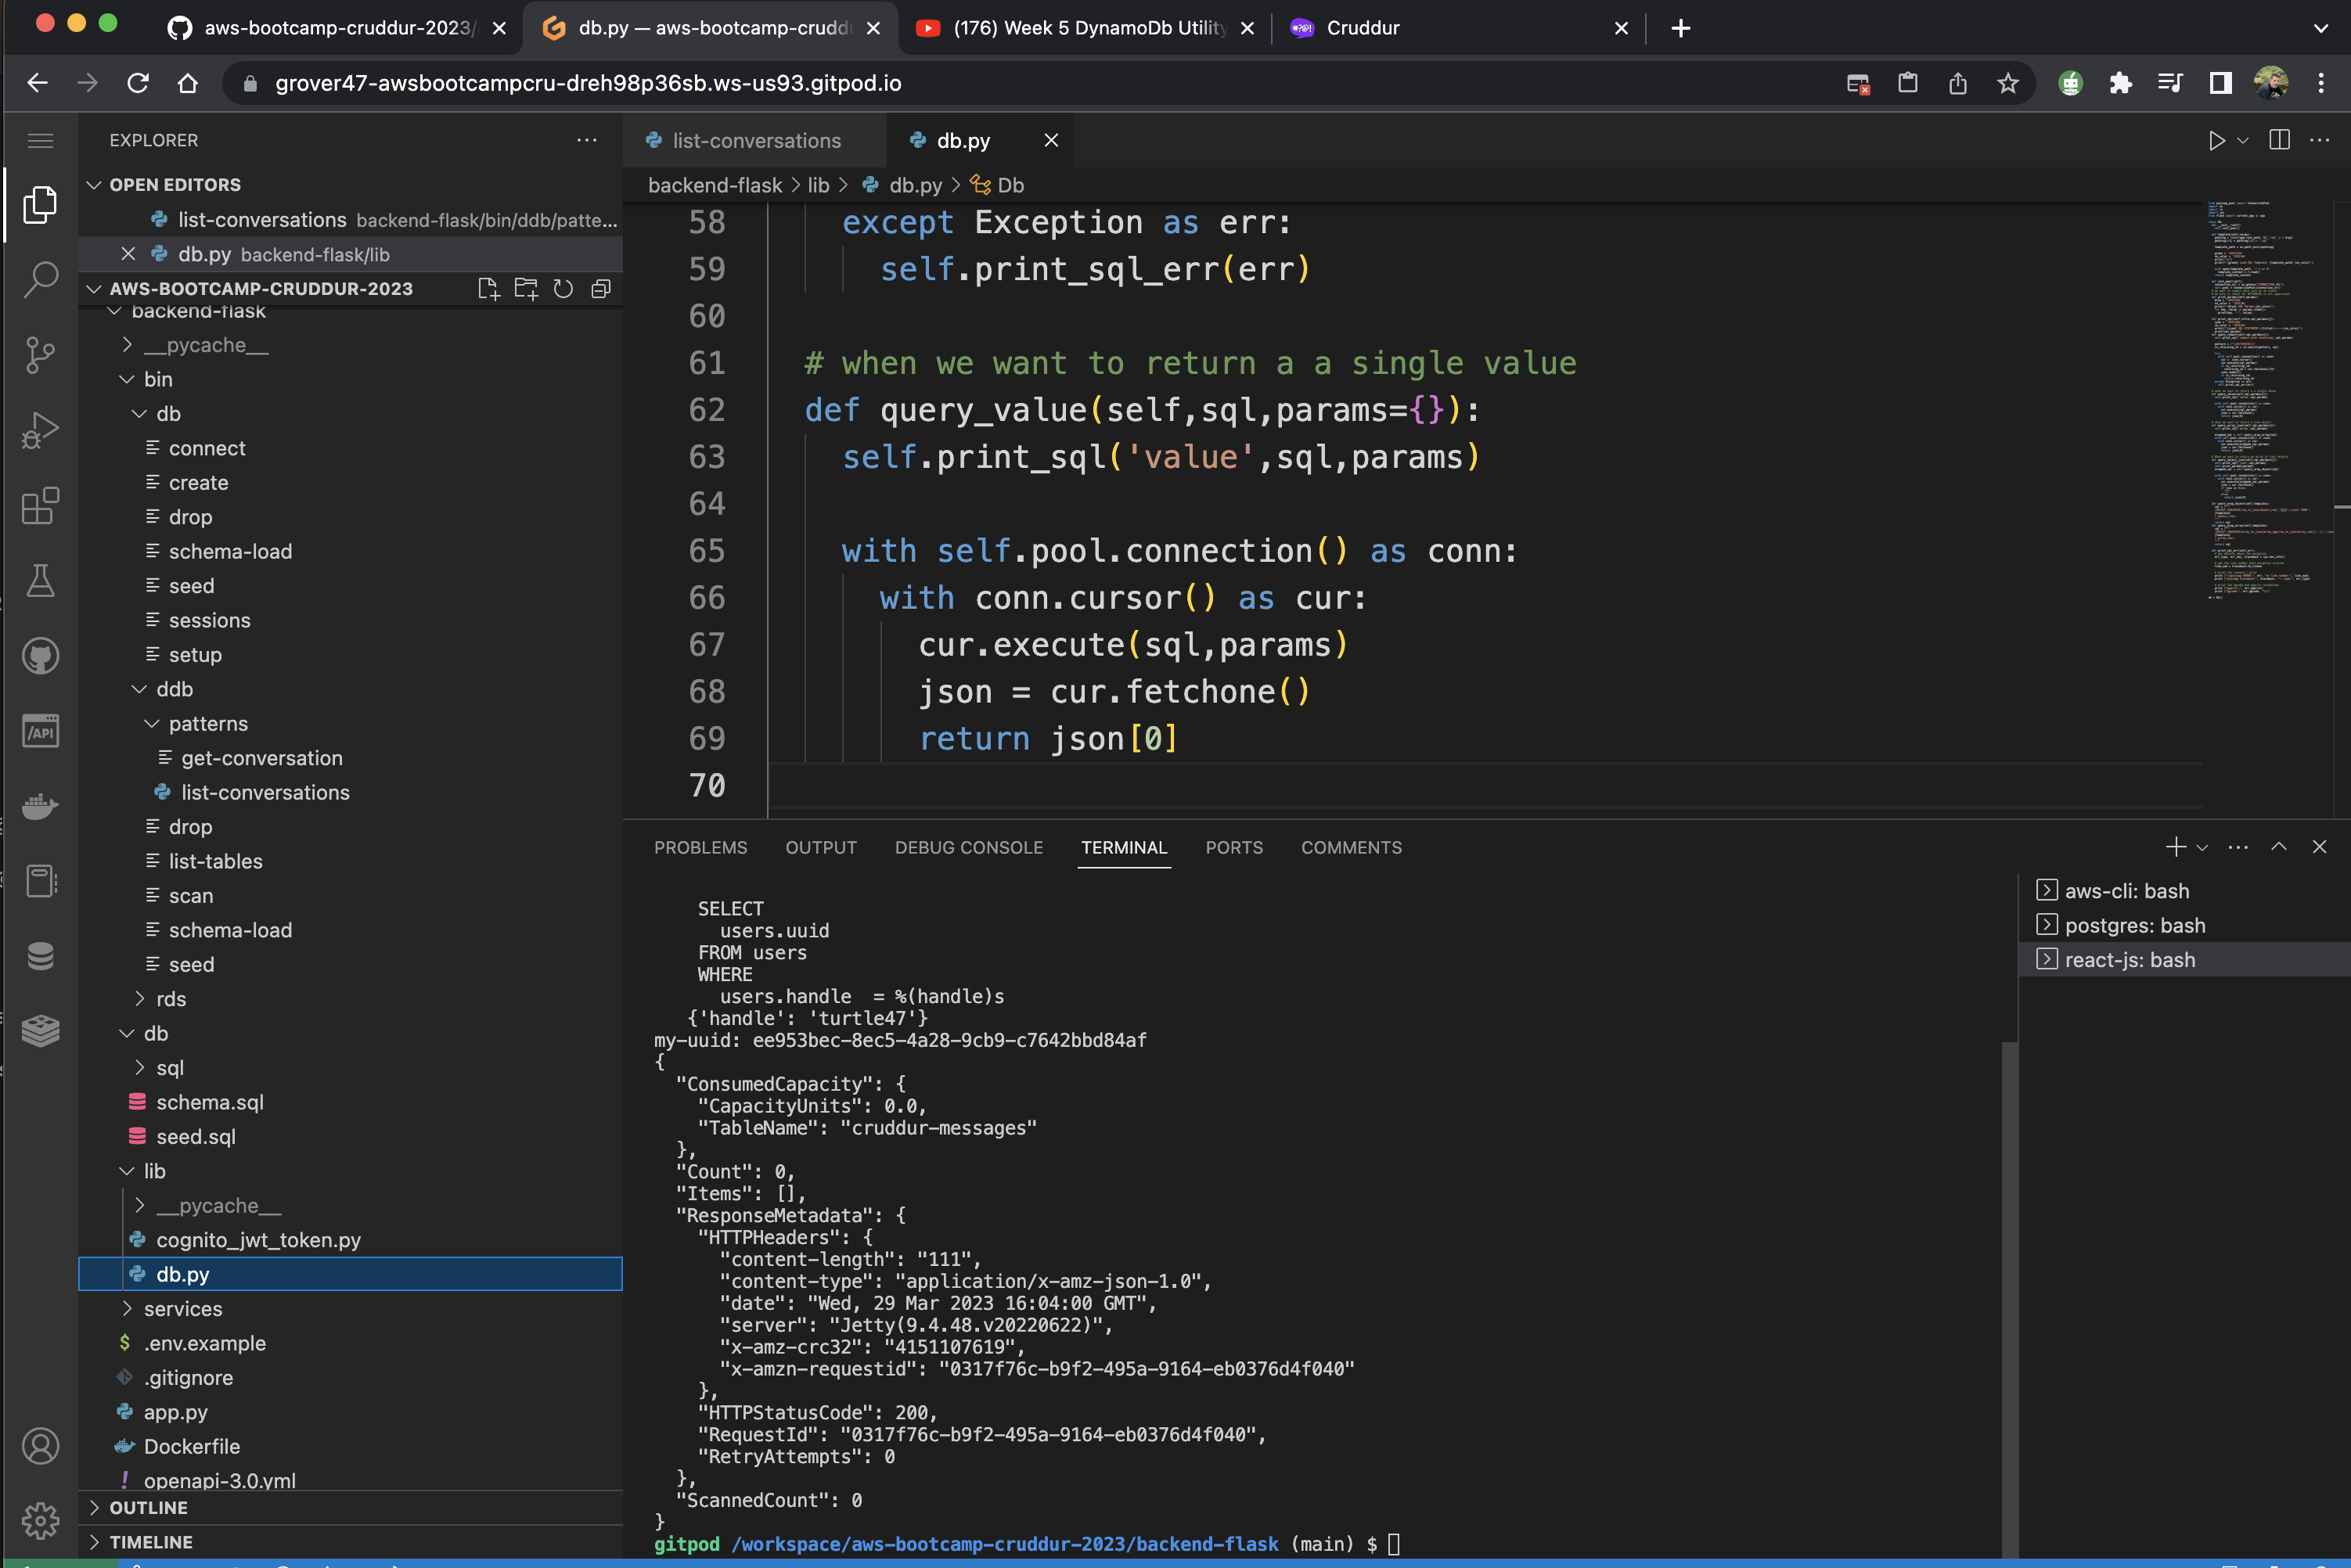 aws-bootcamp-cruddur-2023/
db.py — aws-bootcamp-crudd
(176) Week 5 DynamoDb Utility
Cruddur
grover47-awsbootcampcru-dreh98p36sb.ws-us93.gitpod.io
EXPLORER
OPEN EDITORS
list-conversations backend-flask/bin/ddb/patte...
db.py backend-flask/lib
AWS-BOOTCAMP-CRUDDUR-2023
backend-flask
__pycache__
bin
db
connect
create
drop
schema-load
seed
sessions
setup
ddb
patterns
get-conversation
list-conversations
drop
list-tables
scan
schema-load
seed
rds
db
sql
schema.sql
seed.sql
lib
__pycache__
cognito_jwt_token.py
db.py
services
.env.example
.gitignore
app.py
Dockerfile
openapi-3.0.yml
OUTLINE
TIMELINE
/API
list-conversations
db.py
backend-flask > lib > db.py > Db
58 except Exception as err:
59 self.print_sql_err(err)
60
61 # when we want to return a a single value
62 def query_value(self,sql,params={}):
63 self.print_sql('value',sql,params)
64
65 with self.pool.connection() as conn:
66 with conn.cursor() as cur:
67 cur.execute(sql,params)
68 json = cur.fetchone()
69 return json[0]
70
PROBLEMS OUTPUT DEBUG CONSOLE TERMINAL PORTS COMMENTS
SELECT
users.uuid
FROM users
WHERE
users.handle  = %(handle)s
{'handle': 'turtle47'}
my-uuid: ee953bec-8ec5-4a28-9cb9-c7642bbd84af
{
"ConsumedCapacity": {
"CapacityUnits": 0.0,
"TableName": "cruddur-messages"
},
"Count": 0,
"Items": [],
"ResponseMetadata": {
"HTTPHeaders": {
"content-length": "111",
"content-type": "application/x-amz-json-1.0",
"date": "Wed, 29 Mar 2023 16:04:00 GMT",
"server": "Jetty(9.4.48.v20220622)",
"x-amz-crc32": "4151107619",
"x-amzn-requestid": "0317f76c-b9f2-495a-9164-eb0376d4f040"
},
"HTTPStatusCode": 200,
"RequestId": "0317f76c-b9f2-495a-9164-eb0376d4f040",
"RetryAttempts": 0
},
"ScannedCount": 0
}
gitpod /workspace/aws-bootcamp-cruddur-2023/backend-flask (main) $
aws-cli: bash
postgres: bash
react-js: bash